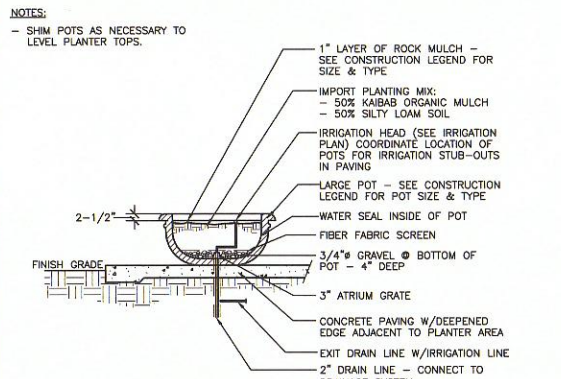 NOTES:
- SHIM POTS AS NECESSARY TO
LEVEL PLANTER TOPS.
1" LAYER OF ROCK MULCH -
SEE CONSTRUCTION LEGEND FOR
SIZE & TYPE
IMPORT PLANTING MIX:
- 50% KAIBAB ORGANIC MULCH
- 50% SILTY LOAM SOIL
IRRIGATION HEAD (SEE IRRIGATION
PLAN) COORDINATE LOCATION OF
POTS FOR IRRIGATION STUB-OUTS
IN PAVING
LARGE POT - SEE CONSTRUCTION
LEGEND FOR POT SIZE & TYPE
2-1/2"
WATER SEAL INSIDE OF POT
FIBER FABRIC SCREEN
3/4"ø GRAVEL @ BOTTOM OF
POT - 4" DEEP
FINISH GRADE
3" ATRIUM GRATE
CONCRETE PAVING W/DEEPENED
EDGE ADJACENT TO PLANTER AREA
EXIT DRAIN LINE W/IRRIGATION LINE
2" DRAIN LINE - CONNECT TO